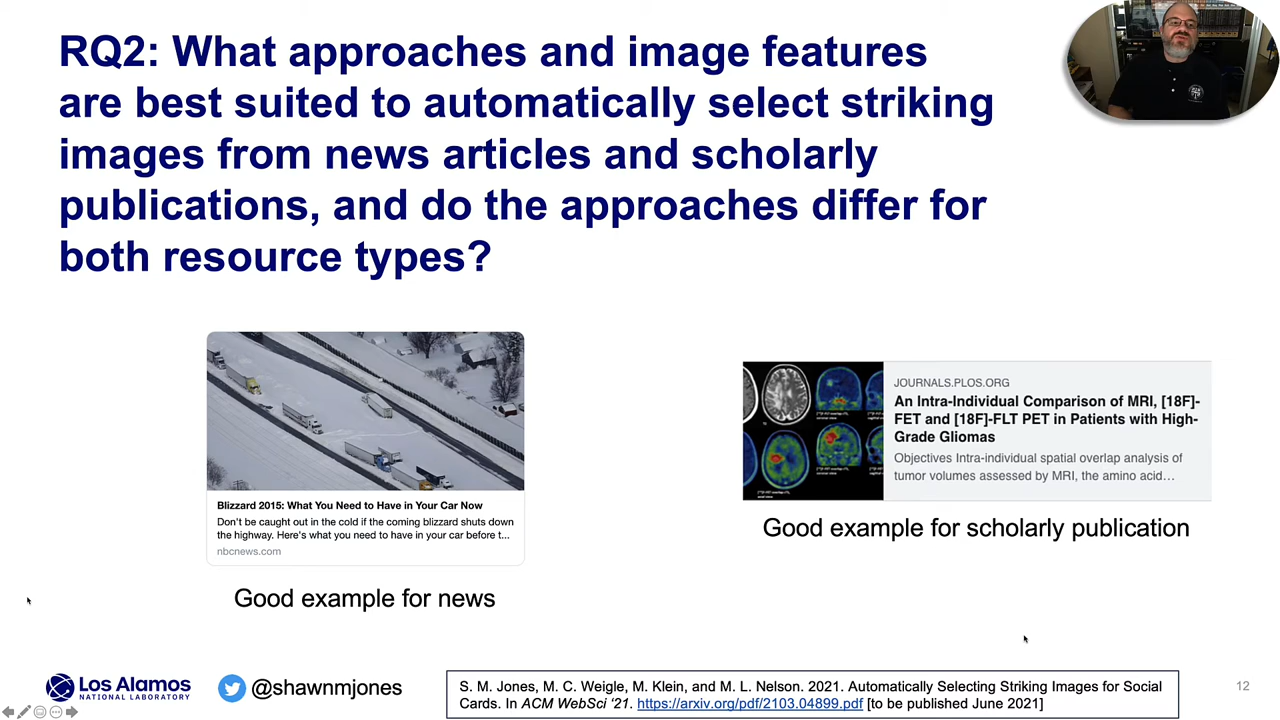 RQ2: What approaches and image features
are best suited to automatically select striking
images from news articles and scholarly
publications, and do the approaches differ for
both resource types?
Blizzard 2015: What You Need to Have in Your Car Now
Don't be caught out in the cold if the coming blizzard shuts down
the highway. Here's what you need to have in your car before t...
nbcnews.com
Good example for news
JOURNALS.PLOS.ORG
An Intra-Individual Comparison of MRI, [18F]-
FET and [18F]-FLT PET in Patients with High-
Grade Gliomas
Objectives Intra-individual spatial overlap analysis of
tumor volumes assessed by MRI, the amino acid…
Good example for scholarly publication
Los Alamos
NATIONAL LABORATORY
@shawnmjones
S. M. Jones, M. C. Weigle, M. Klein, and M. L. Nelson. 2021. Automatically Selecting Striking Images for Social
Cards. In ACM WebSci '21. https://arxiv.org/pdf/2103.04899.pdf [to be published June 2021]
12